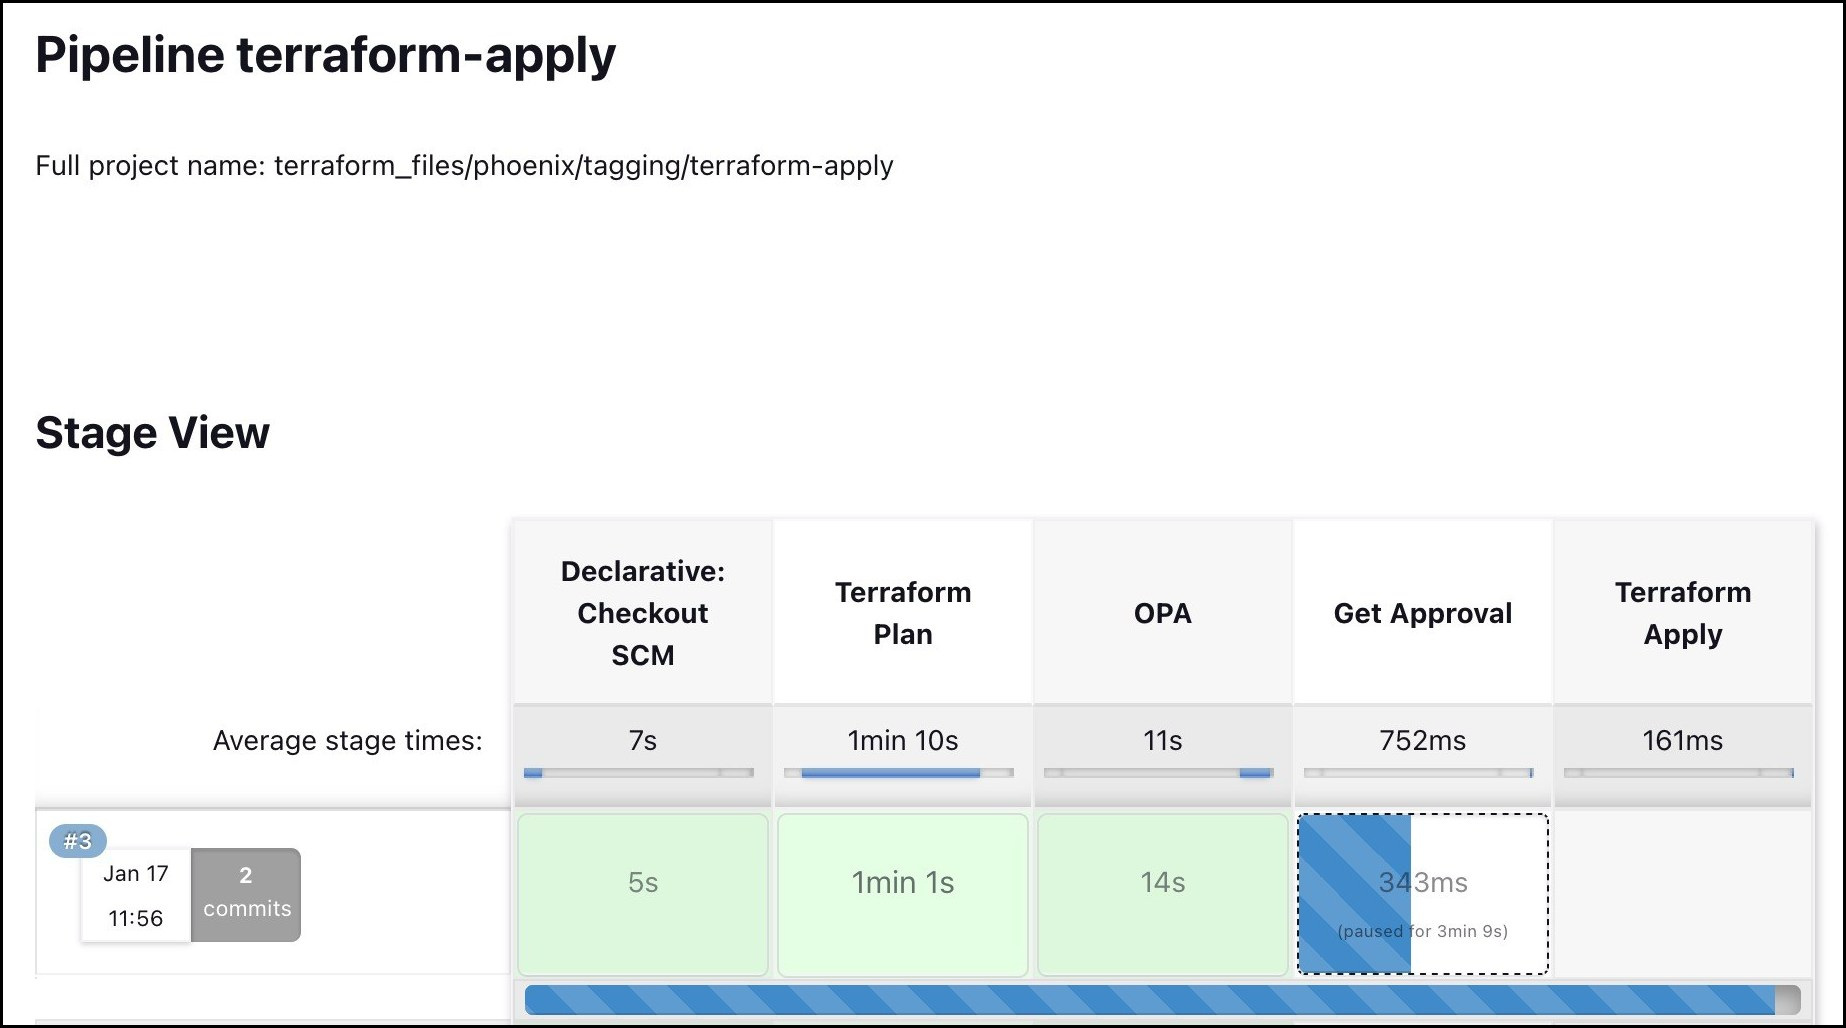 Pipeline terraform-apply
Full project name: terraform_files/phoenix/tagging/terraform-apply
Stage View
Declarative:
Checkout
SCM
Terraform
Plan
OPA
Get Approval
Terraform
Apply
Average stage times:
7s
1min 10s
11s
752ms
161ms
#3
Jan 17
11:56
2
commits
5s
1min 1s
14s
343ms
(paused for 3min 9s)